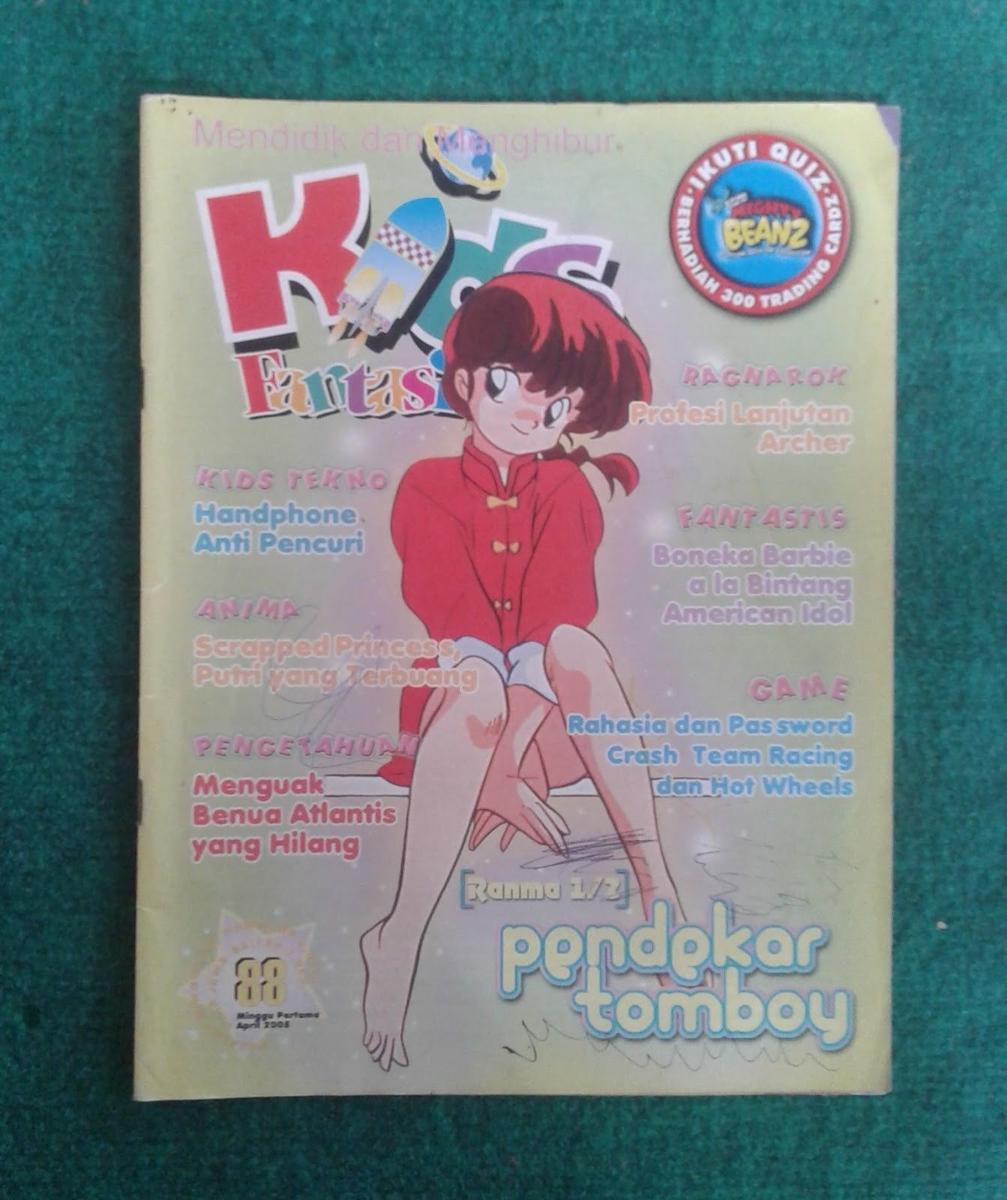 Mendidik dan Menghibur
Kids
Fantasi
IKUTI QUIZ
MIGHTY
BEANZ
BERHADIAH 300 TRADING CARDZ
RAGNAROK
Profesi Lanjutan
Archer
KIDS TEKNO
Handphone
Anti Pencuri
FANTASTIS
Boneka Barbie
a la Bintang
American Idol
ANIMA
Scrapped Princess,
Putri yang Terbuang
GAME
Rahasia dan Password
Crash Team Racing
dan Hot Wheels
PENGETAHUAN
Menguak
Benua Atlantis
yang Hilang
[Ranma 1/2]
pendekar
tomboy
88
Minggu Pertama
April 2005